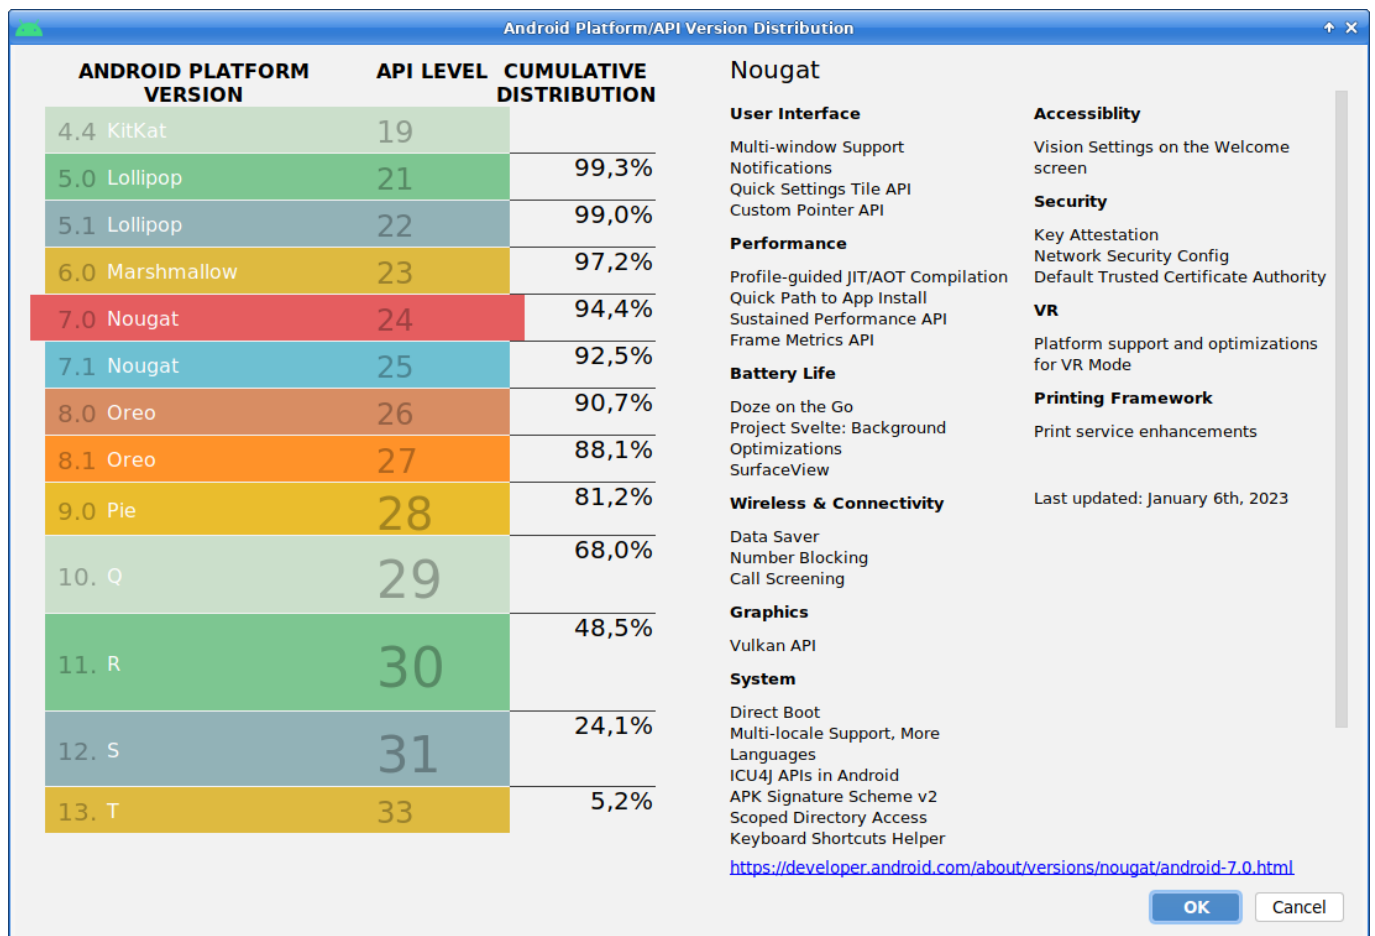 Android Platform/API Version Distribution
ANDROID PLATFORM VERSION API LEVEL CUMULATIVE DISTRIBUTION
4.4 KitKat 19
99,3%
5.0 Lollipop 21
99,0%
5.1 Lollipop 22
97,2%
6.0 Marshmallow 23
94,4%
7.0 Nougat 24
92,5%
7.1 Nougat 25
90,7%
8.0 Oreo 26
88,1%
8.1 Oreo 27
81,2%
9.0 Pie 28
68,0%
10. Q 29
48,5%
11. R 30
24,1%
12. S 31
5,2%
13. T 33
Nougat
User Interface
Multi-window Support
Notifications
Quick Settings Tile API
Custom Pointer API
Performance
Profile-guided JIT/AOT Compilation
Quick Path to App Install
Sustained Performance API
Frame Metrics API
Battery Life
Doze on the Go
Project Svelte: Background
Optimizations
SurfaceView
Wireless & Connectivity
Data Saver
Number Blocking
Call Screening
Graphics
Vulkan API
System
Direct Boot
Multi-locale Support, More
Languages
ICU4J APIs in Android
APK Signature Scheme v2
Scoped Directory Access
Keyboard Shortcuts Helper
Accessiblity
Vision Settings on the Welcome
screen
Security
Key Attestation
Network Security Config
Default Trusted Certificate Authority
VR
Platform support and optimizations
for VR Mode
Printing Framework
Print service enhancements
Last updated: January 6th, 2023
https://developer.android.com/about/versions/nougat/android-7.0.html
OK Cancel